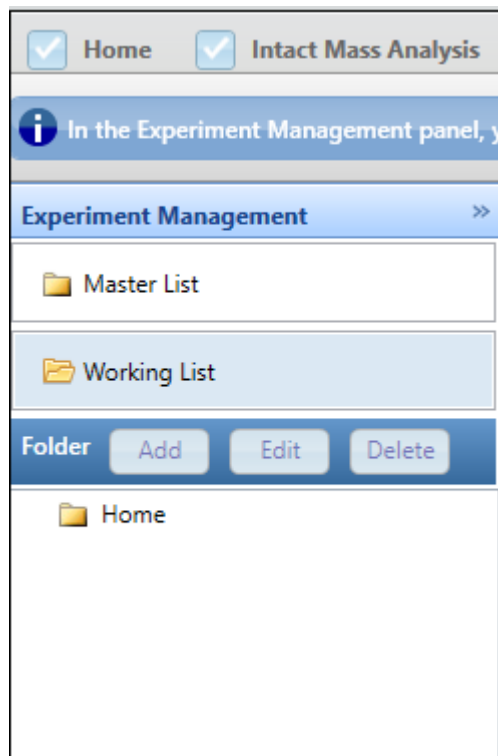 Home Intact Mass Analysis
In the Experiment Management panel,
Experiment Management
Master List
Working List
Folder Add Edit Delete
Home